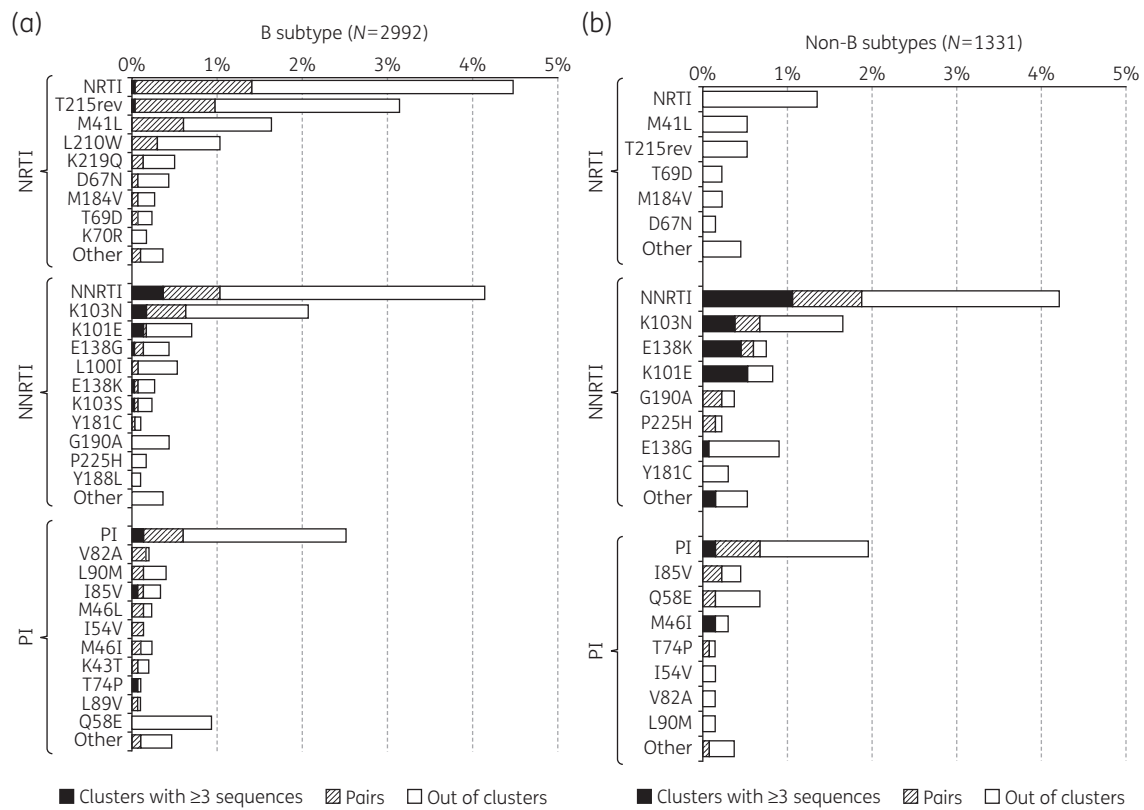 (a)
B subtype (N=2992)
0% 1% 2% 3% 4% 5%
NRTI
NRTI
T215rev
M41L
L210W
K219Q
D67N
M184V
T69D
K70R
Other
NNRTI
NNRTI
K103N
K101E
E138G
L100I
E138K
K103S
Y181C
G190A
P225H
Y188L
Other
PI
PI
V82A
L90M
I85V
M46L
I54V
M46I
K43T
T74P
L89V
Q58E
Other
Clusters with ≥3 sequences Pairs Out of clusters
(b)
Non-B subtypes (N=1331)
0% 1% 2% 3% 4% 5%
NRTI
NRTI
M41L
T215rev
T69D
M184V
D67N
Other
NNRTI
NNRTI
K103N
E138K
K101E
G190A
P225H
E138G
Y181C
Other
PI
PI
I85V
Q58E
M46I
T74P
I54V
V82A
L90M
Other
Clusters with ≥3 sequences Pairs Out of clusters